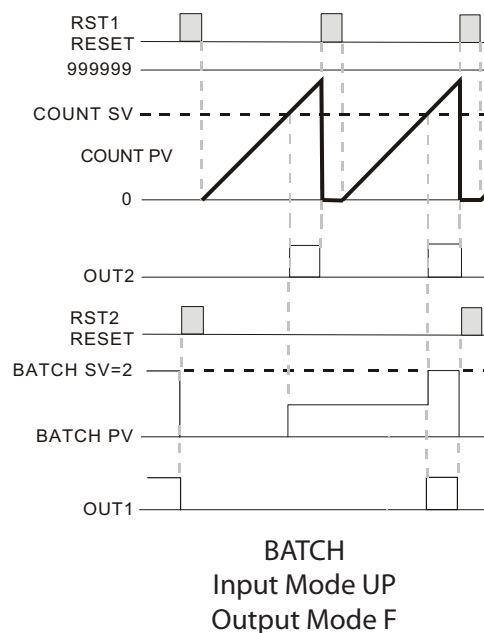 RST1
RESET
999999
COUNT SV
COUNT PV
0
OUT2
RST2
RESET
BATCH SV=2
BATCH PV
OUT1
BATCH
Input Mode UP
Output Mode F